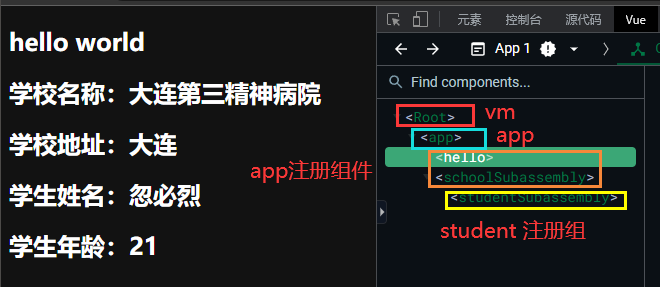 hello world
学校名称：大连第三精神病院
学校地址：大连
学生姓名：忽必烈
学生年龄：21
app注册组件
元素 控制台 源代码 Vue
App 1
Find components...
<Root> vm
<app> app
<hello>
<schoolSubassembly>
<studentSubassembly>
student 注册组